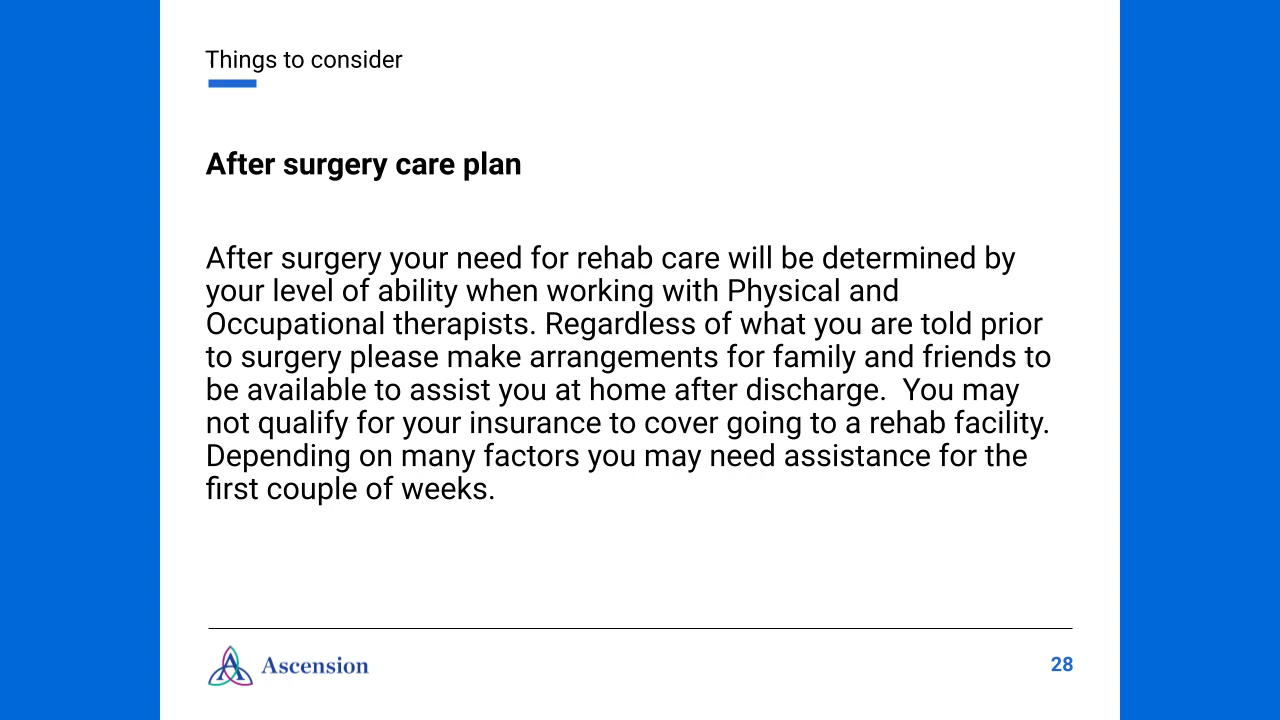 Things to consider
After surgery care plan
After surgery your need for rehab care will be determined by
your level of ability when working with Physical and
Occupational therapists. Regardless of what you are told prior
to surgery please make arrangements for family and friends to
be available to assist you at home after discharge.  You may
not qualify for your insurance to cover going to a rehab facility.
Depending on many factors you may need assistance for the
first couple of weeks.
Ascension
28